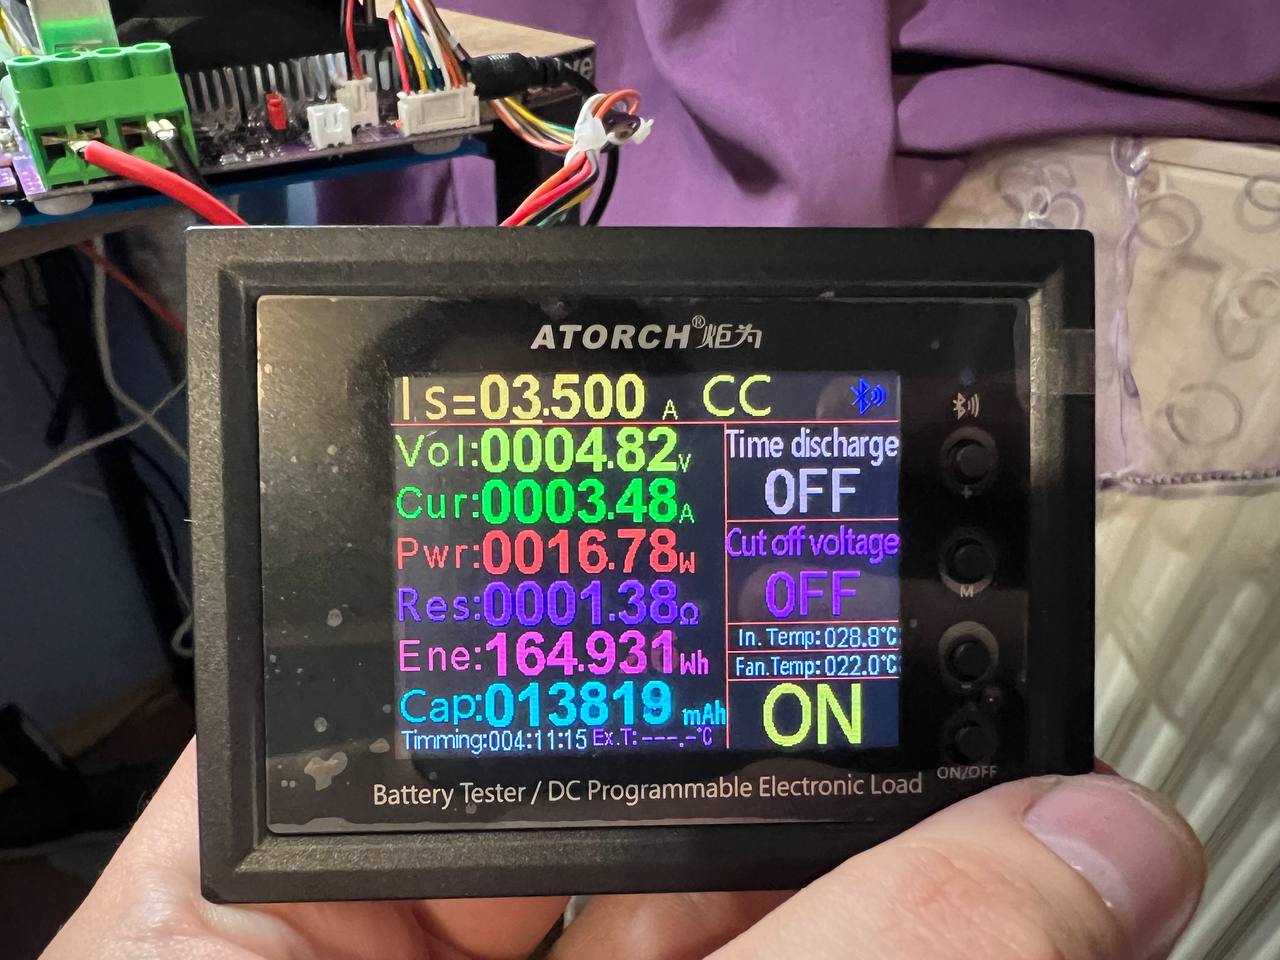 ve
ATORCH®炬为
Is=03.500 A CC
Vol:0004.82V
Cur:0003.48A
Pwr:0016.78W
Res:0001.38Ω
Ene:164.931Wh
Cap:013819 mAh
Timming:004:11:15 Ex.T:---.-°C
Time discharge
OFF
Cut off voltage
OFF
In. Temp:028.8°C
Fan.Temp:022.0°C
ON
+
M
-
ON/OFF
Battery Tester / DC Programmable Electronic Load